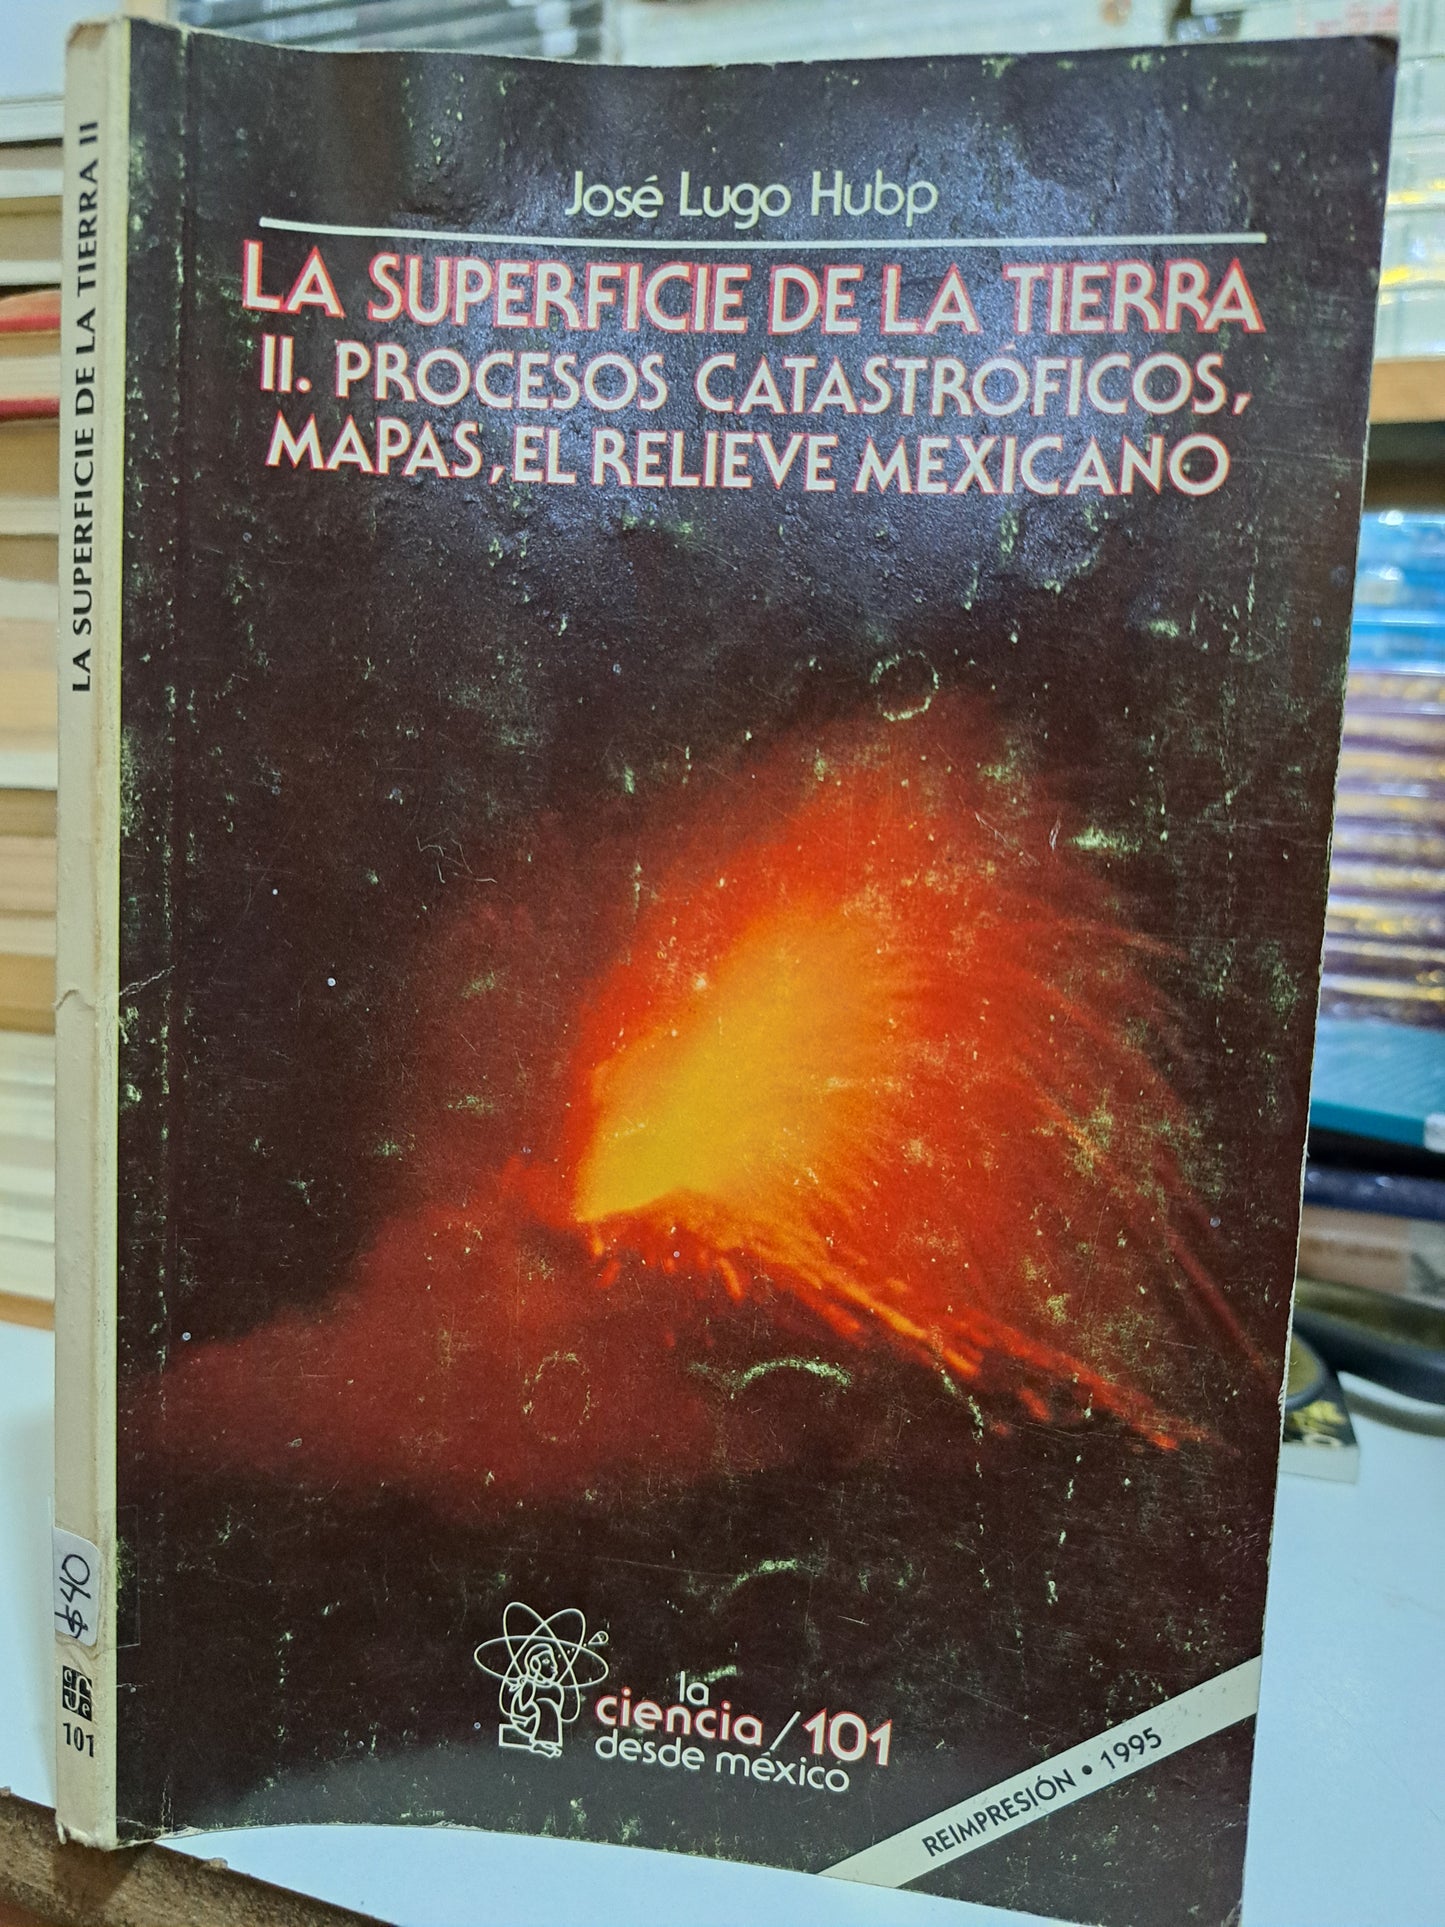 José Lugo Hubp
LA SUPERFICIE DE LA TIERRA
II. PROCESOS CATASTRÓFICOS,
MAPAS, EL RELIEVE MEXICANO
la
ciencia / 101
desde méxico
REIMPRESIÓN • 1995
LA SUPERFICIE DE LA TIERRA II
$40
101